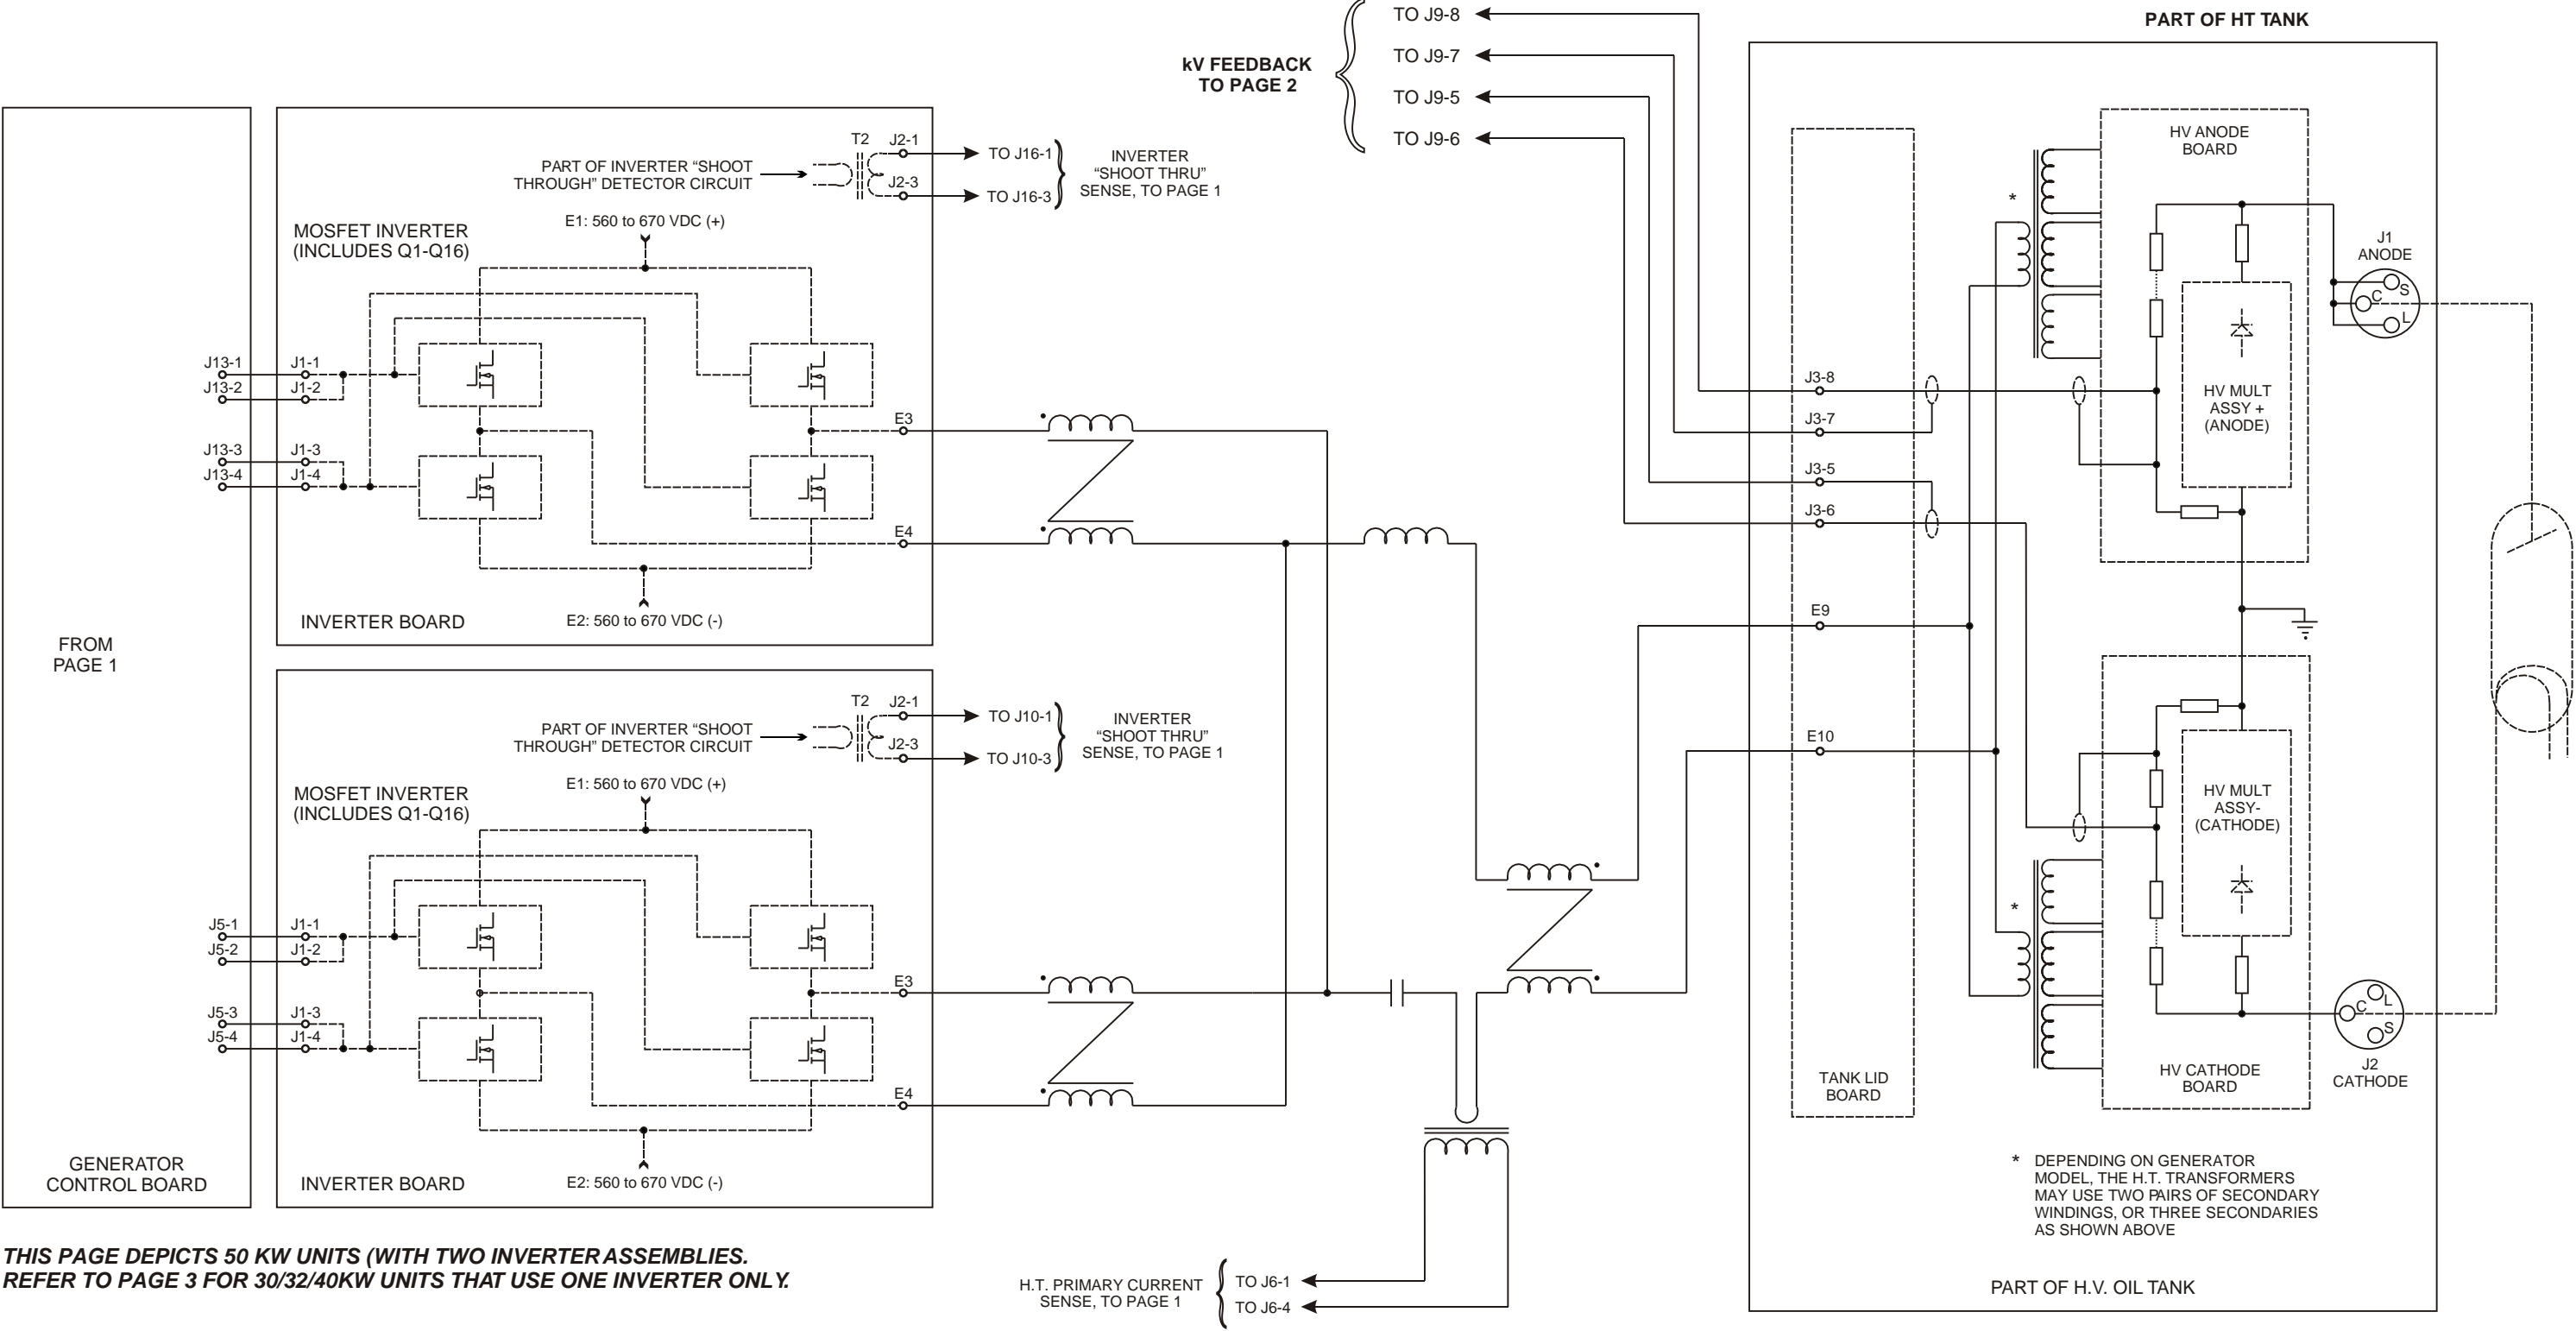 PART OF HT TANK
kV FEEDBACK
TO PAGE 2
TO J9-8
TO J9-7
TO J9-5
TO J9-6
PART OF INVERTER “SHOOT
THROUGH” DETECTOR CIRCUIT
T2
J2-1
J2-3
TO J16-1
TO J16-3
INVERTER
“SHOOT THRU”
SENSE, TO PAGE 1
MOSFET INVERTER
(INCLUDES Q1-Q16)
E1: 560 to 670 VDC (+)
J13-1
J13-2
J13-3
J13-4
J1-1
J1-2
J1-3
J1-4
E3
E4
E2: 560 to 670 VDC (-)
INVERTER BOARD
FROM
PAGE 1
PART OF INVERTER “SHOOT
THROUGH” DETECTOR CIRCUIT
T2
J2-1
J2-3
TO J10-1
TO J10-3
INVERTER
“SHOOT THRU”
SENSE, TO PAGE 1
MOSFET INVERTER
(INCLUDES Q1-Q16)
E1: 560 to 670 VDC (+)
J5-1
J5-2
J5-3
J5-4
J1-1
J1-2
J1-3
J1-4
E3
E4
E2: 560 to 670 VDC (-)
INVERTER BOARD
GENERATOR
CONTROL BOARD
J3-8
J3-7
J3-5
J3-6
E9
E10
TANK LID
BOARD
*
HV ANODE
BOARD
HV MULT
ASSY +
(ANODE)
J1
ANODE
S
C
L
*
HV MULT
ASSY-
(CATHODE)
HV CATHODE
BOARD
L
C
S
J2
CATHODE
* DEPENDING ON GENERATOR
MODEL, THE H.T. TRANSFORMERS
MAY USE TWO PAIRS OF SECONDARY
WINDINGS, OR THREE SECONDARIES
AS SHOWN ABOVE
PART OF H.V. OIL TANK
H.T. PRIMARY CURRENT
SENSE, TO PAGE 1
TO J6-1
TO J6-4
THIS PAGE DEPICTS 50 KW UNITS (WITH TWO INVERTER ASSEMBLIES.
REFER TO PAGE 3 FOR 30/32/40KW UNITS THAT USE ONE INVERTER ONLY.